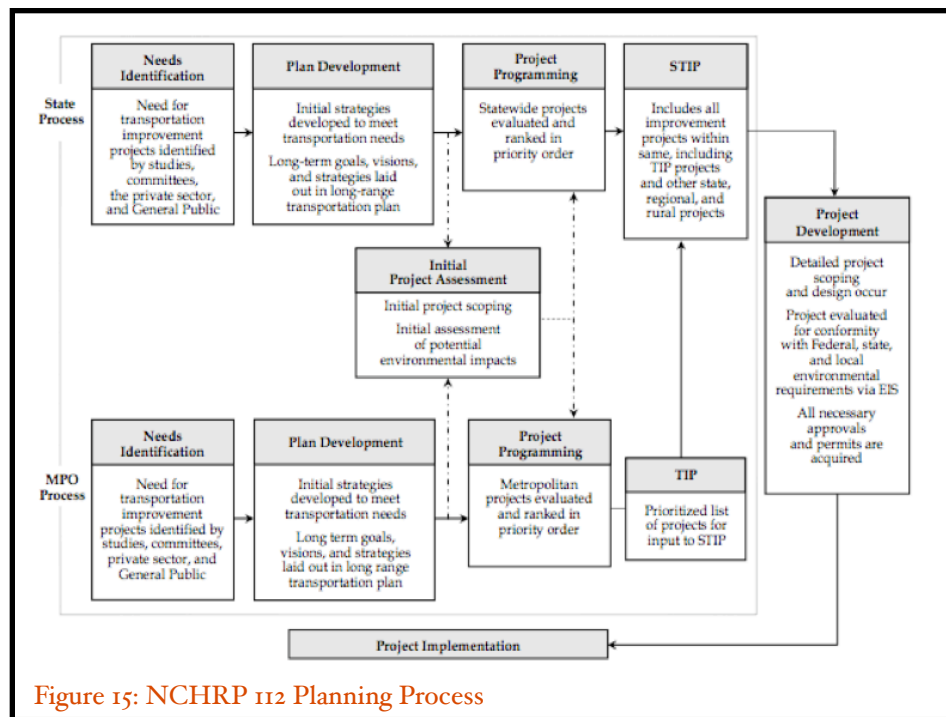 State
Process
Needs
Identification
Need for
transportation
improvement
projects identified
by studies,
committees,
the private sector,
and General Public
Plan Development
Initial strategies
developed to meet
transportation needs
Long-term goals, visions,
and strategies laid
out in long-range
transportation plan
Project
Programming
Statewide projects
evaluated and
ranked in
priority order
STIP
Includes all
improvement
projects within
same, including
TIP projects
and other state,
regional, and
rural projects
Project
Development
Detailed project
scoping
and design occur
Project evaluated
for conformity
with Federal, state,
and local
environmental
requirements via EIS
All necessary
approvals
and permits are
acquired
Initial
Project Assessment
Initial project scoping
Initial assessment
of potential
environmental impacts
MPO
Process
Needs
Identification
Need for
transportation
improvement
projects identified by
studies, committees,
private sector, and
General Public
Plan Development
Initial strategies
developed to meet
transportation needs
Long term goals,
visions, and strategies
laid out in long range
transportation plan
Project
Programming
Metropolitan
projects evaluated
and ranked in
priority order
TIP
Prioritized list
of projects for
input to STIP
Project Implementation
Figure 15: NCHRP 112 Planning Process